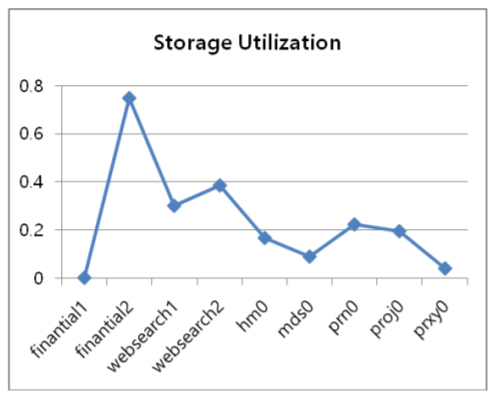 Storage Utilization
0.8
0.6
0.4
0.2
0
finantial1
finantial2
websearch1
websearch2
hm0
mds0
prn0
proj0
prxy0